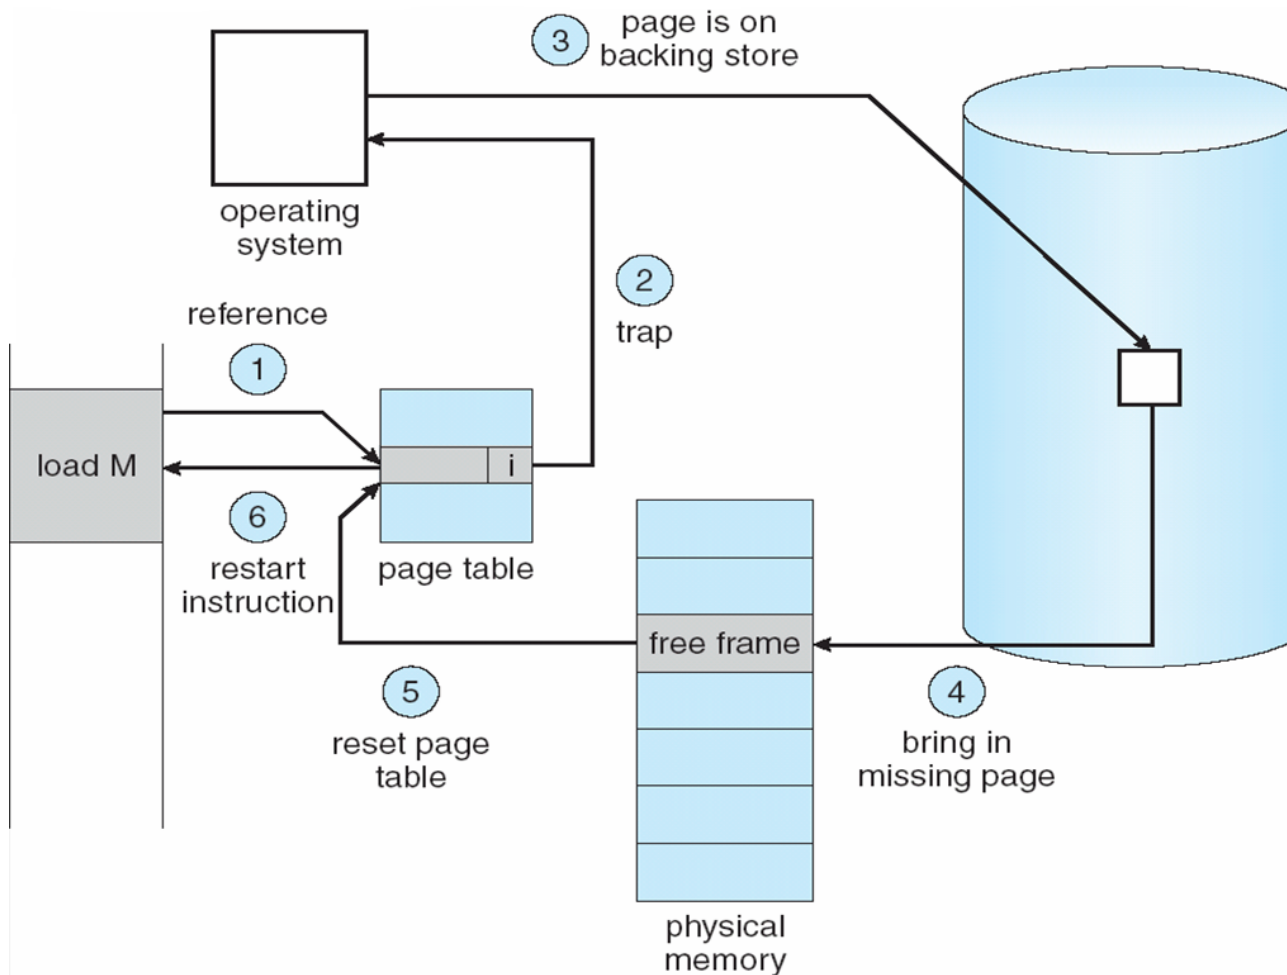 3
page is on
backing store
operating
system
2
trap
reference
1
load M
i
6
restart
instruction
page table
free frame
5
reset page
table
4
bring in
missing page
physical
memory